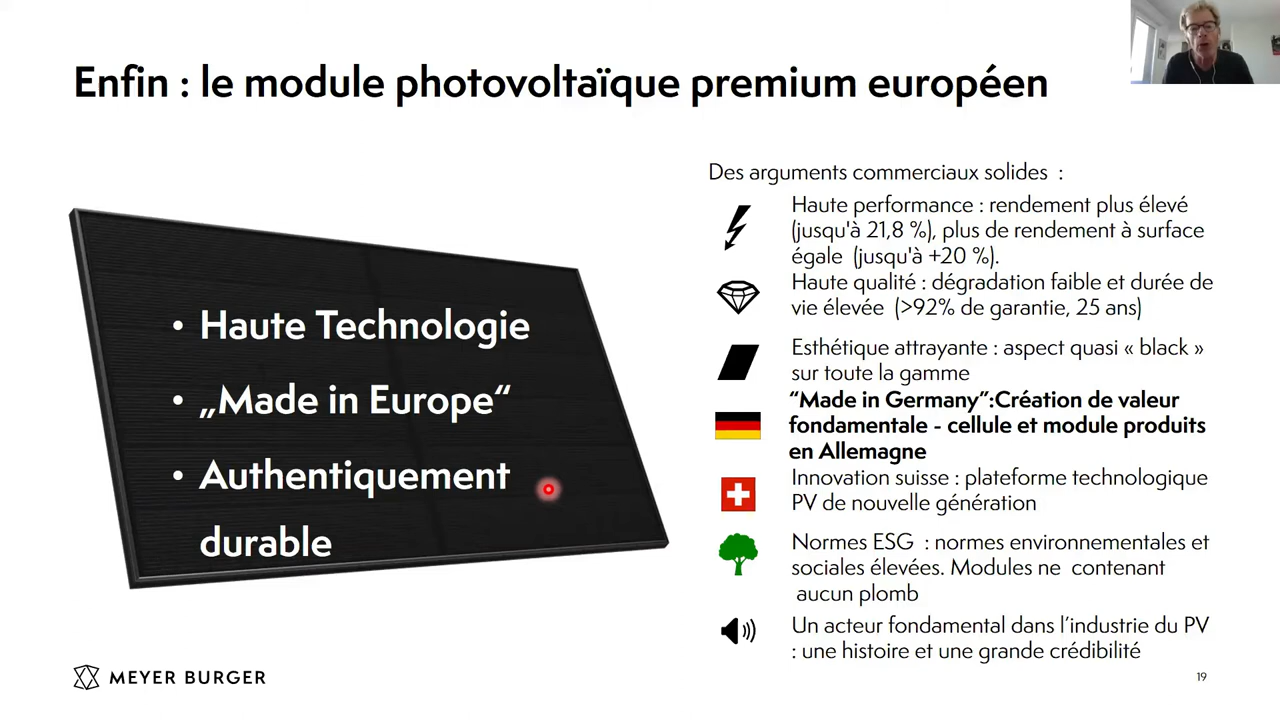 Enfin : le module photovoltaïque premium européen
• Haute Technologie
• „Made in Europe“
• Authentiquement
durable
Des arguments commerciaux solides :
Haute performance : rendement plus élevé
(jusqu'à 21,8 %), plus de rendement à surface
égale (jusqu'à +20 %).
Haute qualité : dégradation faible et durée de
vie élevée (>92% de garantie, 25 ans)
Esthétique attrayante : aspect quasi « black »
sur toute la gamme
“Made in Germany”:Création de valeur
fondamentale - cellule et module produits
en Allemagne
Innovation suisse : plateforme technologique
PV de nouvelle génération
Normes ESG : normes environnementales et
sociales élevées. Modules ne contenant
aucun plomb
Un acteur fondamental dans l’industrie du PV
: une histoire et une grande crédibilité
MEYER BURGER
19